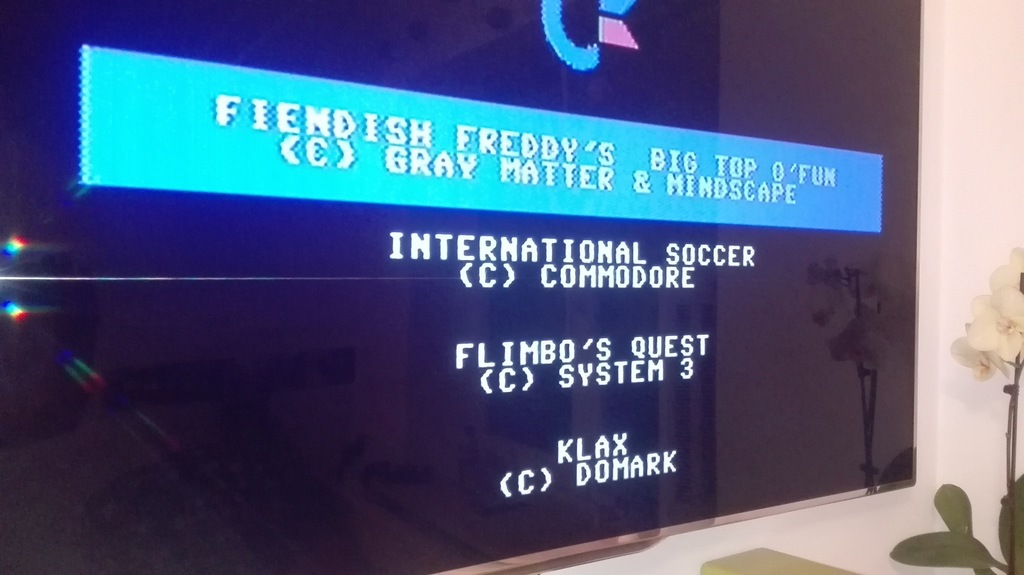 FIENDISH FREDDY'S BIG TOP O'FUN
(C) GRAY MATTER & MINDSCAPE
INTERNATIONAL SOCCER
(C) COMMODORE
FLIMBO'S QUEST
(C) SYSTEM 3
KLAX
(C) DOMARK